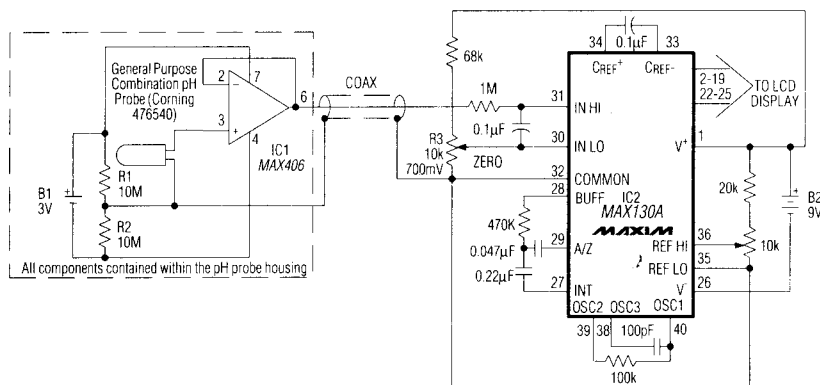 General Purpose
Combination pH
Probe (Corning
476540)
2
7
6
3
4
IC1
MAX406
B1
3V
R1
10M
R2
10M
All components contained within the pH probe housing
COAX
68k
1M
0.1µF
R3
10k
700mV
ZERO
470K
0.047µF
0.22µF
34
0.1µF
33
CREF+
CREF-
2-19
22-25
TO LCD
DISPLAY
31
IN HI
30
IN LO
32
COMMON
28
BUFF
IC2
MAX130A
MAXIM
29
A/Z
27
INT
1
V+
20k
B2
9V
36
REF HI
10k
35
REF LO
26
V-
OSC2
OSC3
OSC1
39
38
100pF
40
100k